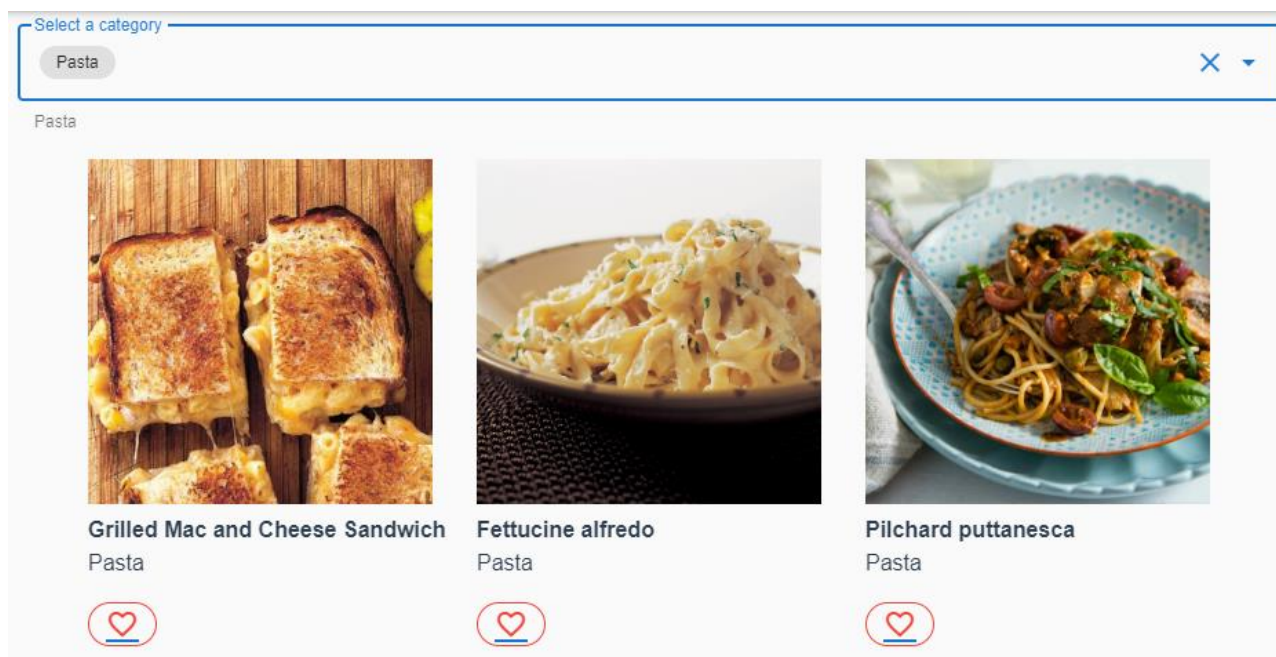 Select a category
Pasta
Pasta
Grilled Mac and Cheese Sandwich
Pasta
Fettucine alfredo
Pasta
Pilchard puttanesca
Pasta